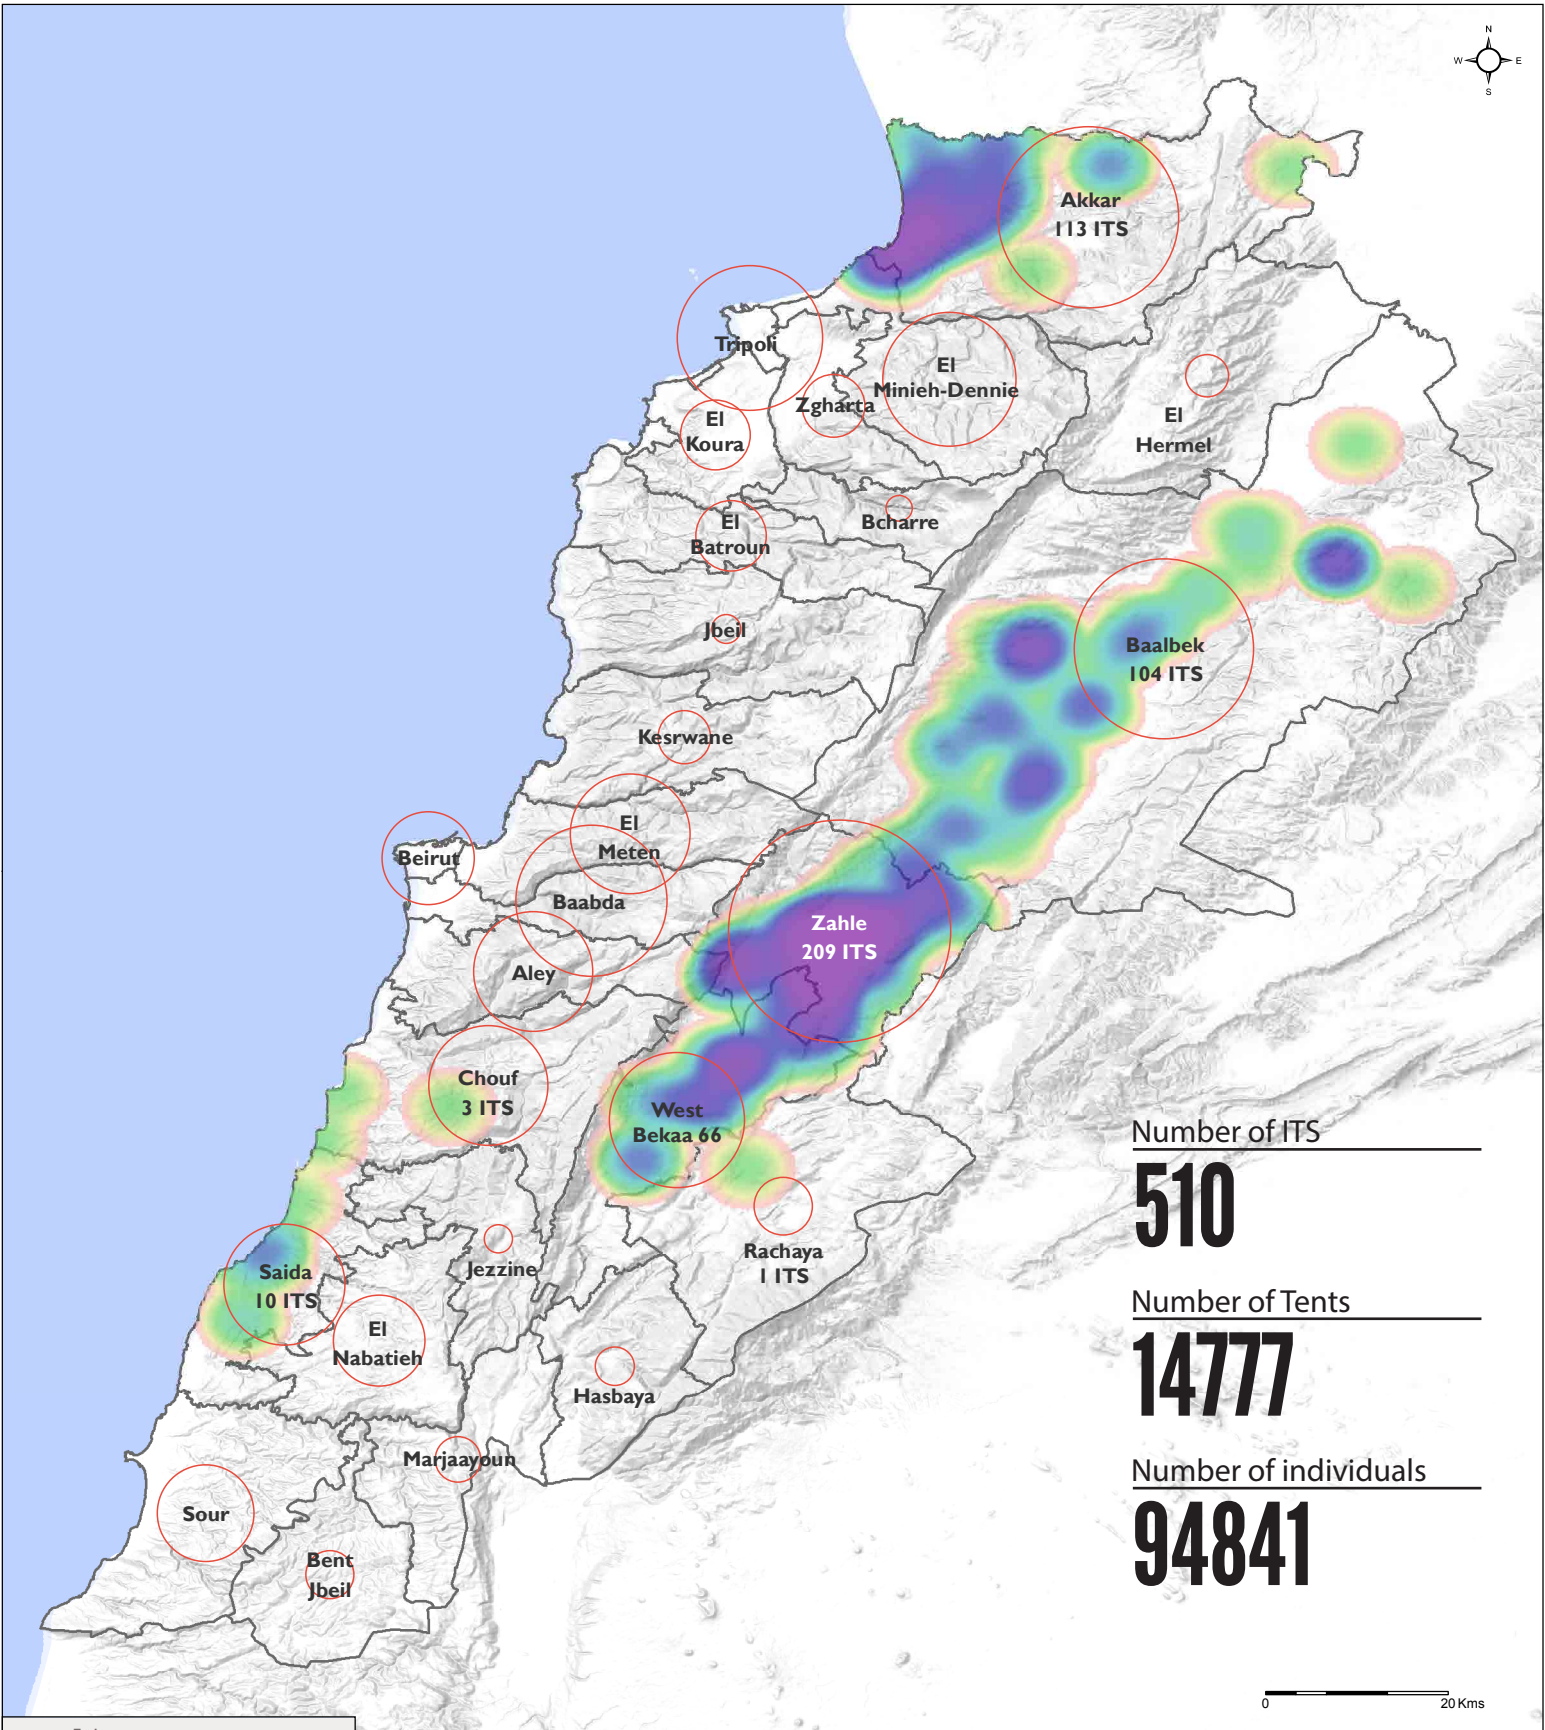 N
W
E
S
Akkar
113 ITS
Tripoli
El
Minieh-Dennie
Zgharta
El
Koura
El
Hermel
Bcharre
El
Batroun
Jbeil
Baalbek
104 ITS
Kesrwane
El
Meten
Beirut
Baabda
Zahle
209 ITS
Aley
Chouf
3 ITS
West
Bekaa 66
Number of ITS
510
Rachaya
1 ITS
Jezzine
Saida
10 ITS
El
Nabatieh
Number of Tents
14777
Hasbaya
Marjaayoun
Number of individuals
94841
Sour
Bent
Jbeil
0
20 Kms